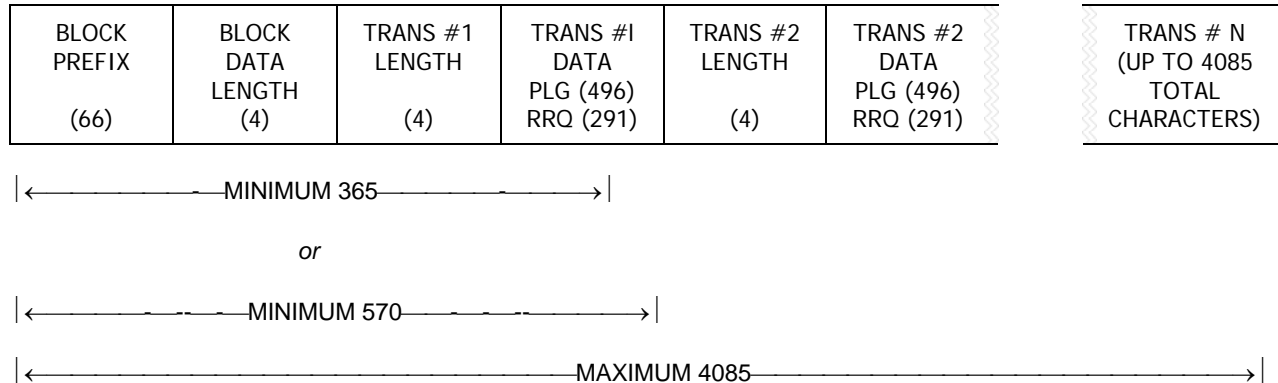 BLOCK PREFIX (66)
BLOCK DATA LENGTH (4)
TRANS #1 LENGTH (4)
TRANS #I DATA PLG (496) RRQ (291)
TRANS #2 LENGTH (4)
TRANS #2 DATA PLG (496) RRQ (291)
TRANS # N (UP TO 4085 TOTAL CHARACTERS)
MINIMUM 365
or
MINIMUM 570
MAXIMUM 4085